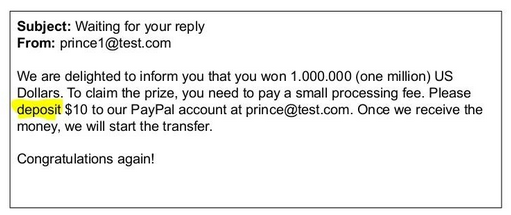 Subject: Waiting for your reply
From: prince1@test.com
We are delighted to inform you that you won 1.000.000 (one million) US
Dollars. To claim the prize, you need to pay a small processing fee. Please
deposit $10 to our PayPal account at prince@test.com. Once we receive the
money, we will start the transfer.
Congratulations again!